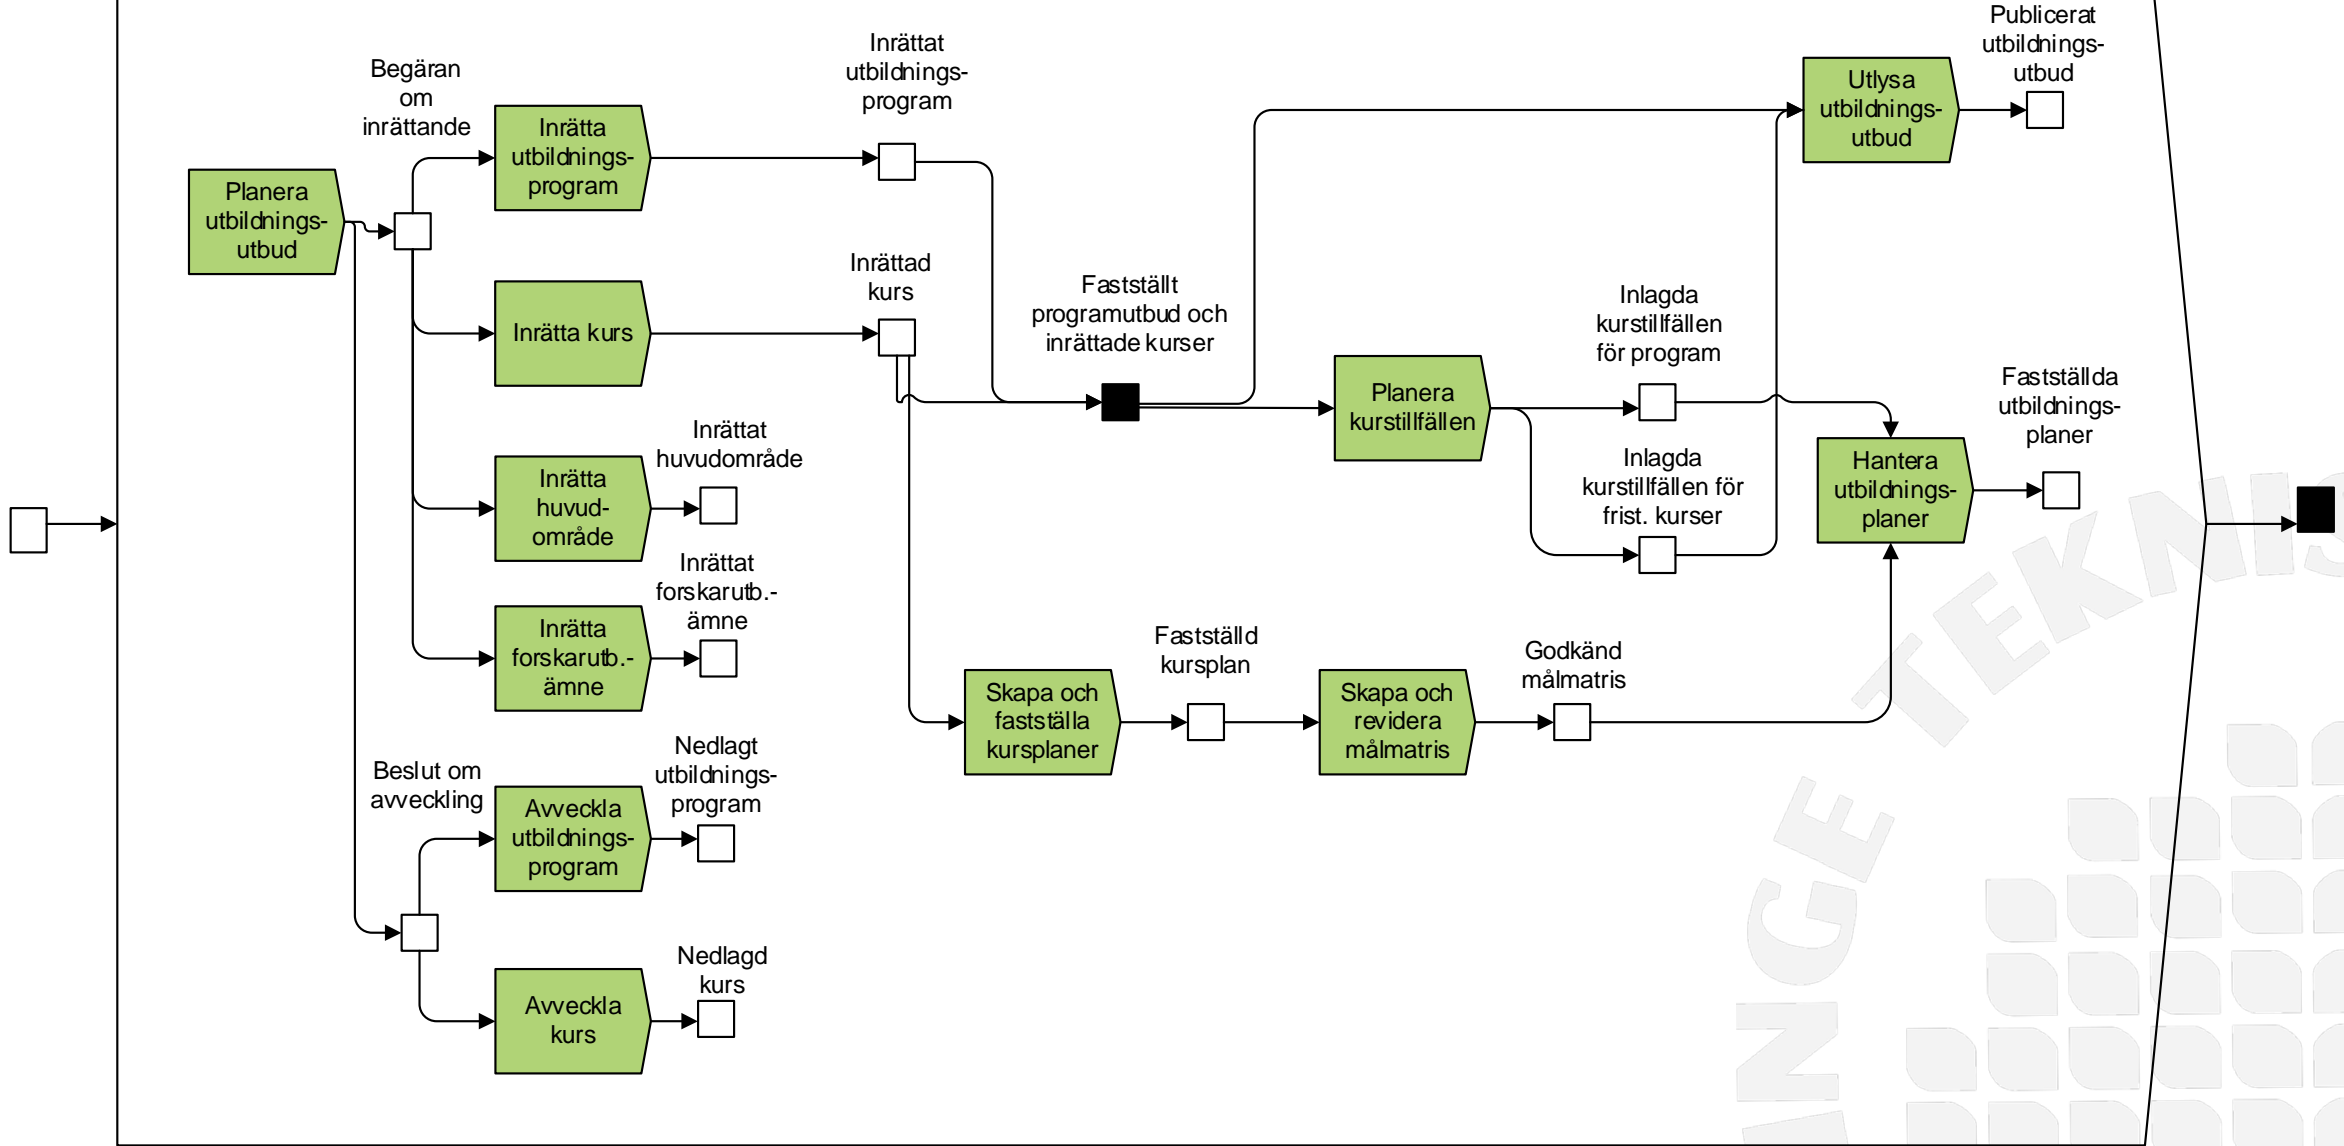 Publicerat
utbildnings-
utbud
Inrättat
utbildnings-
program
Begäran
om
inrättande
Utlysa
utbildnings-
utbud
Inrätta
utbildnings-
program
Planera
utbildnings-
utbud
Inrättad
kurs
Fastställt
programutbud och
inrättade kurser
Inlagda
kurstillfällen
för program
Inrätta kurs
Planera
kurstillfällen
Fastställda
utbildnings-
planer
Inrättat
huvudområde
Inrätta
huvud-
område
Inlagda
kurstillfällen för
frist. kurser
Hantera
utbildnings-
planer
Inrättat
forskarutb.-
ämne
Inrätta
forskarutb.-
ämne
Fastställd
kursplan
Godkänd
målmatris
Skapa och
fastställa
kursplaner
Skapa och
revidera
målmatris
Nedlagt
utbildnings-
program
Beslut om
avveckling
Avveckla
utbildnings-
program
Nedlagd
kurs
Avveckla
kurs
INGE TEKNIS